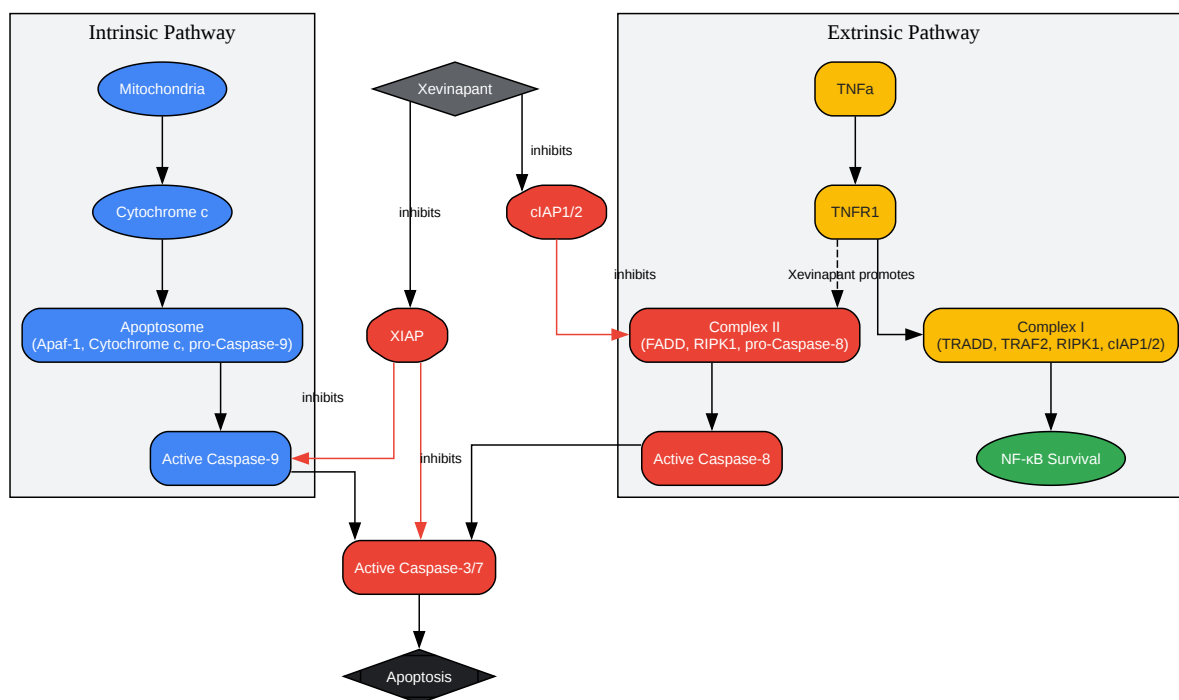 Intrinsic Pathway
Extrinsic Pathway
Mitochondria
Xevinapant
TNFa
inhibits
Cytochrome c
inhibits
cIAP1/2
TNFR1
inhibits
Xevinapant promotes
Apoptosome
(Apaf-1, Cytochrome c, pro-Caspase-9)
XIAP
Complex II
(FADD, RIPK1, pro-Caspase-8)
Complex I
(TRADD, TRAF2, RIPK1, cIAP1/2)
inhibits
Active Caspase-9
inhibits
Active Caspase-8
NF-κB Survival
Active Caspase-3/7
Apoptosis